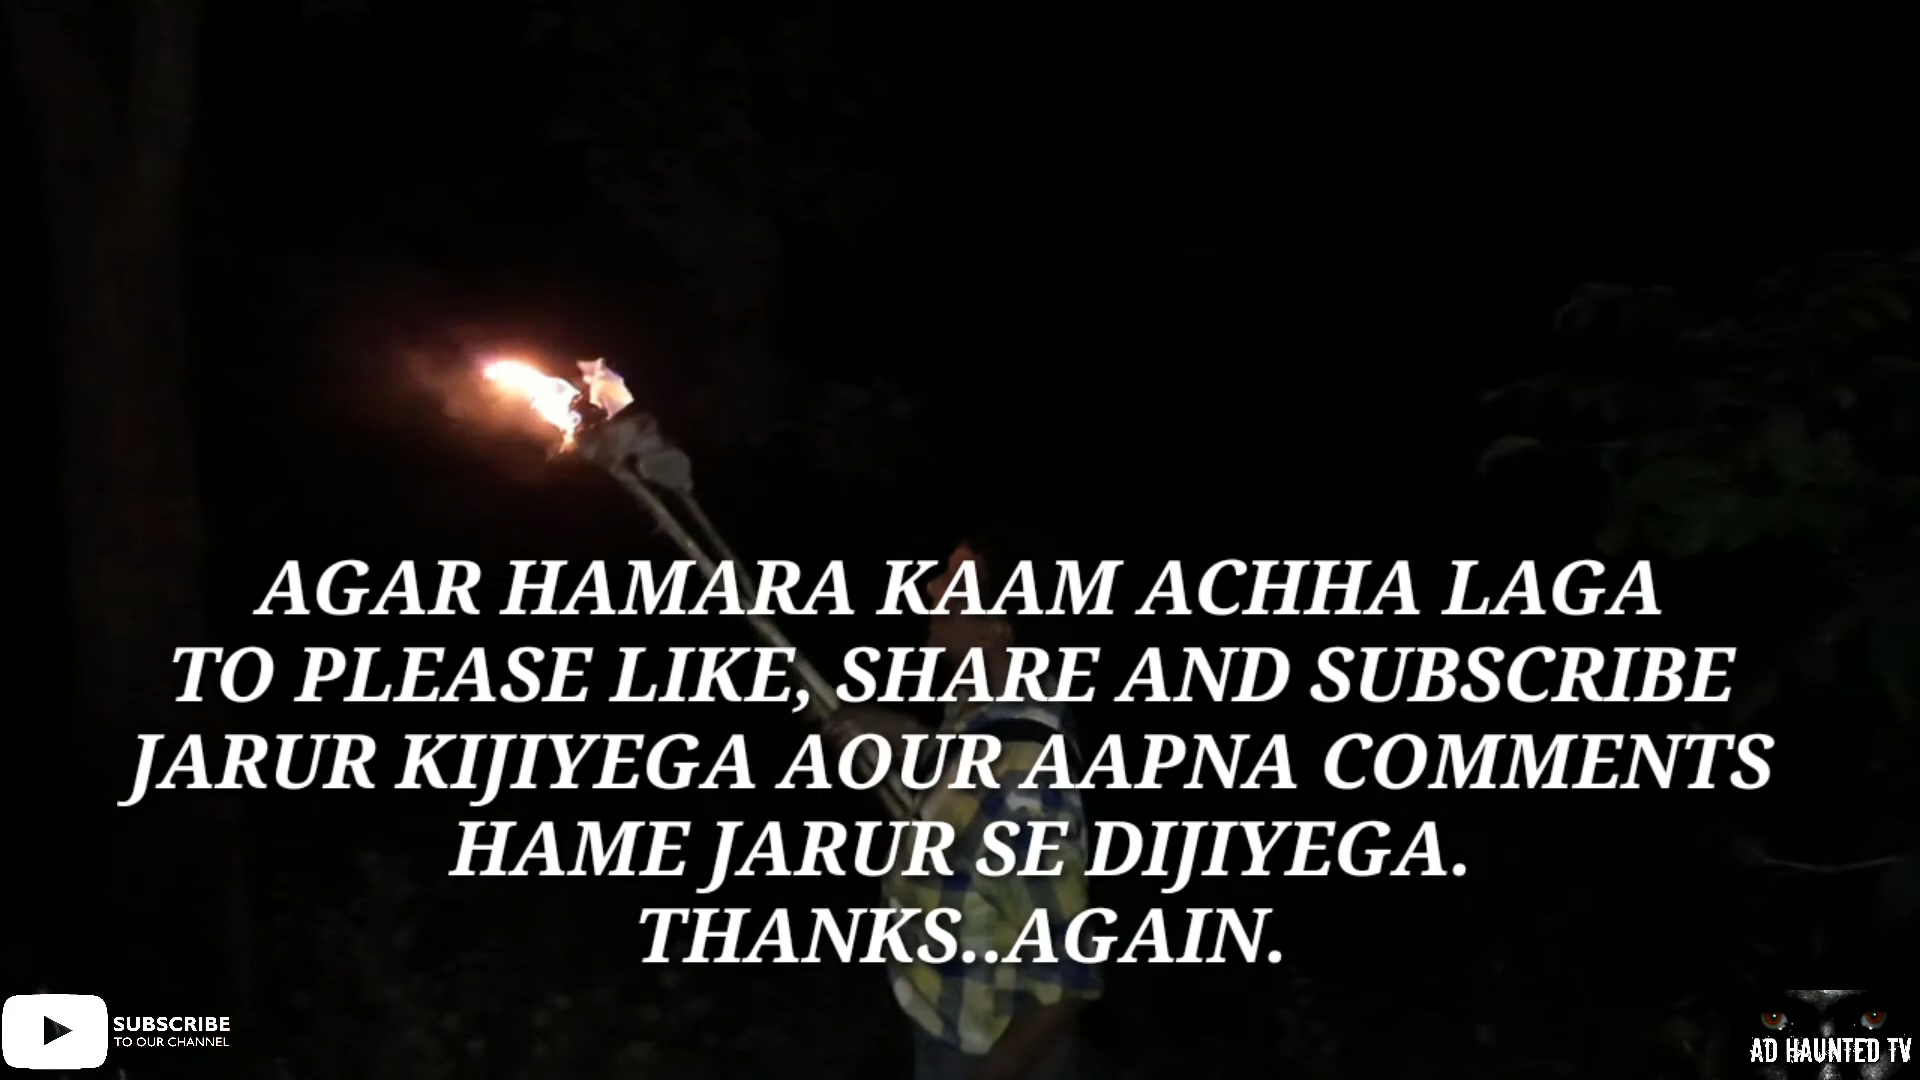 AGAR HAMARA KAAM ACHHA LAGA
TO PLEASE LIKE, SHARE AND SUBSCRIBE
JARUR KIJIYEGA AOUR AAPNA COMMENTS
HAME JARUR SE DIJIYEGA.
THANKS..AGAIN.
SUBSCRIBE
TO OUR CHANNEL
AD HAUNTED TV